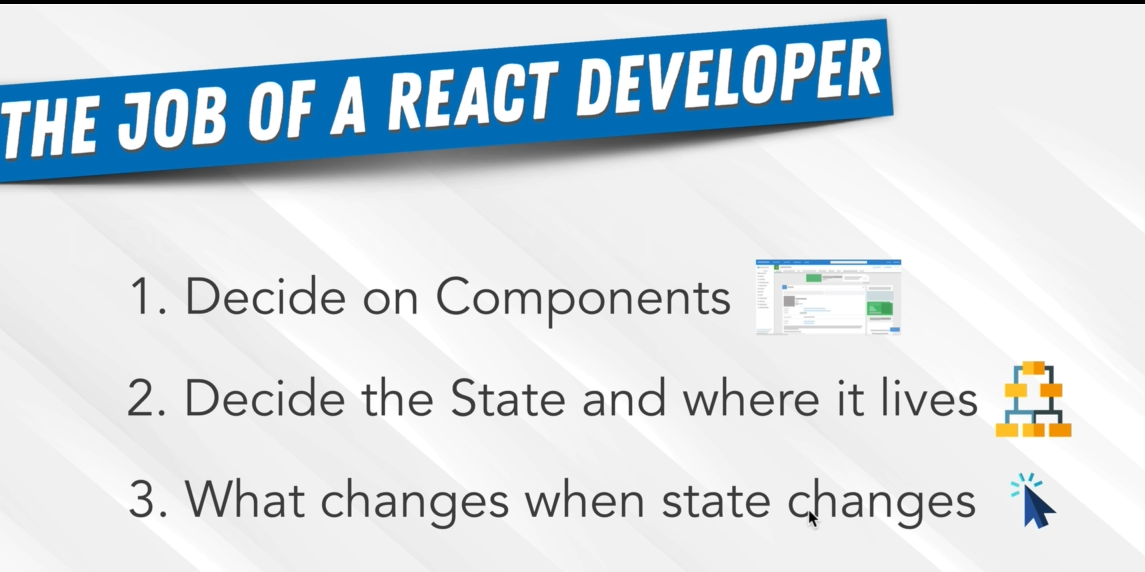 THE JOB OF A REACT DEVELOPER
1. Decide on Components
2. Decide the State and where it lives
3. What changes when state changes